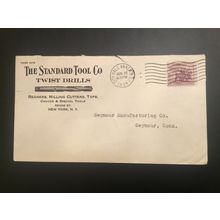 THE STANDARD TOOL CO
TWIST DRILLS
REAMERS, MILLING CUTTERS, TAPS,
CHUCKS & SPECIAL TOOLS
NEW YORK, N. Y.
Seymour Manufacturing Co.
Seymour, Conn.